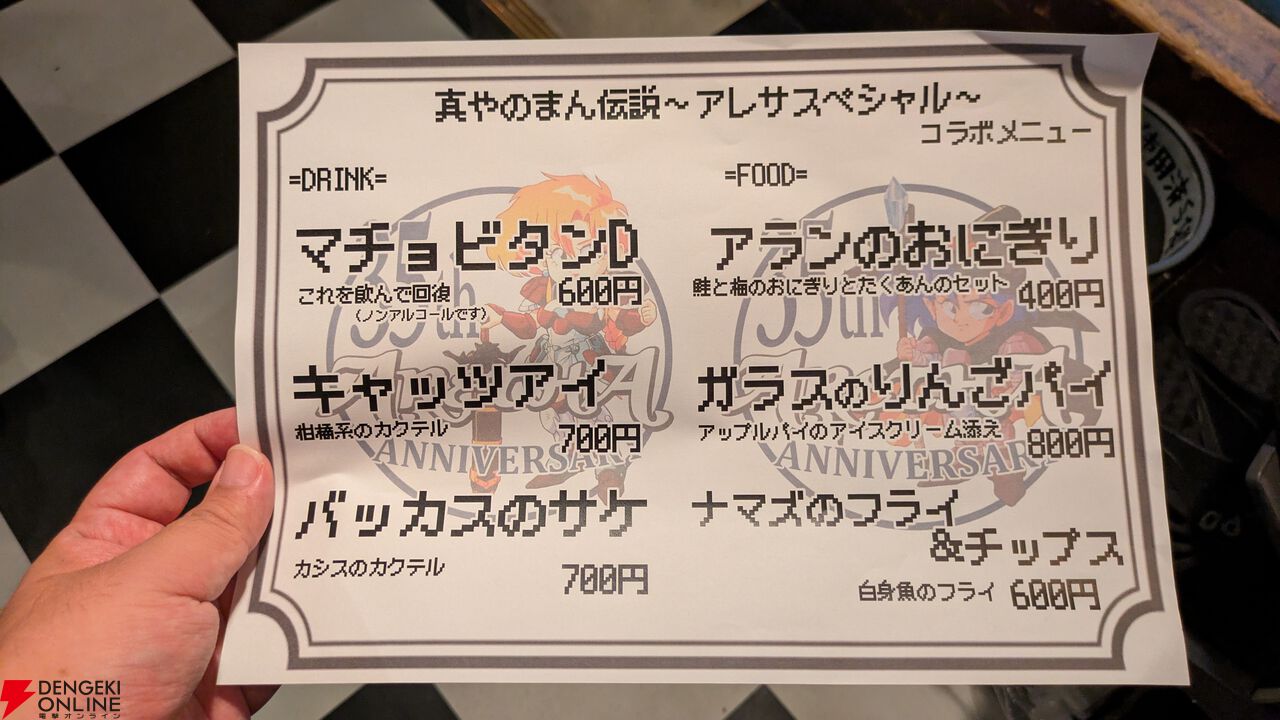 真やのまん伝説～アレサスペシャル～
コラボメニュー
=DRINK=
マチョビタンD
これを飲んで回復
(ノンアルコールです)
600円
キャッツアイ
柑橘系のカクテル
700円
バッカスのサケ
カシスのカクテル
700円
=FOOD=
アランのおにぎり
鮭と梅のおにぎりとたくあんのセット
400円
ガラスのりんごパイ
アップルパイのアイスクリーム添え
800円
ナマズのフライ
&チップス
白身魚のフライ
600円
35th
ANNIVERSARY
35th
ANNIVERSARY
DENGEKI
ONLINE
電撃オンライン